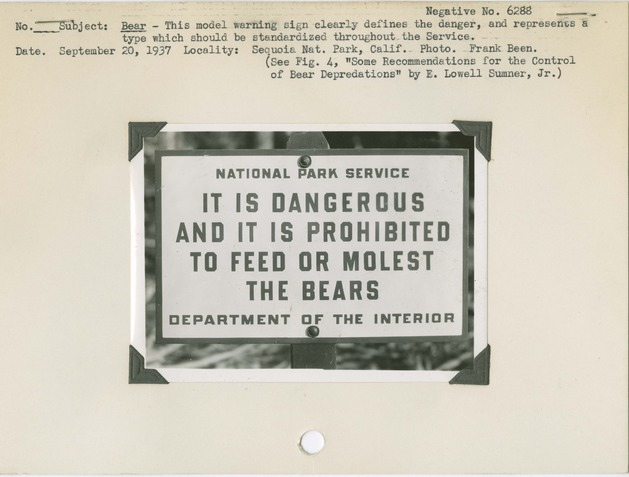 Negative No. 6288
No. Subject: Bear - This model warning sign clearly defines the danger, and represents a
type which should be standardized throughout the Service.
Date. September 20, 1937 Locality: Sequoia Nat. Park, Calif. Photo. Frank Been.
(See Fig. 4, "Some Recommendations for the Control
of Bear Depredations" by E. Lowell Sumner, Jr.)
NATIONAL PARK SERVICE
IT IS DANGEROUS
AND IT IS PROHIBITED
TO FEED OR MOLEST
THE BEARS
DEPARTMENT OF THE INTERIOR